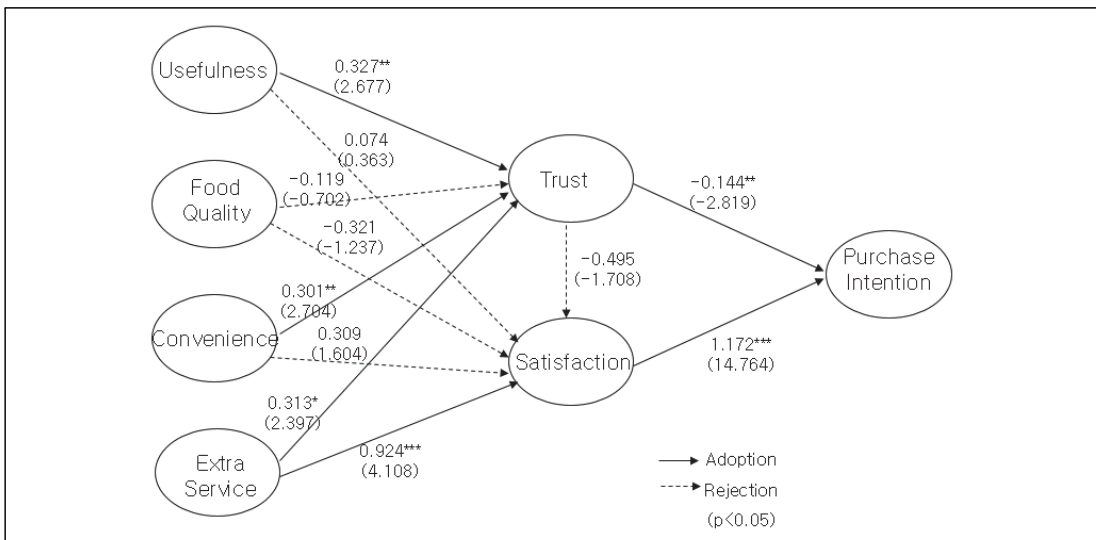 Usefulness
0.327**
(2.677)
0.074
(0.363)
Food
Quality
-0.119
(-0.702)
Trust
-0.144**
(-2.819)
-0.321
(-1.237)
-0.495
(-1.708)
Purchase
Intention
Convenience
0.301**
(2.704)
0.309
(1.604)
Satisfaction
1.172***
(14.764)
0.313*
(2.397)
Extra
Service
0.924***
(4.108)
Adoption
Rejection
(p<0.05)